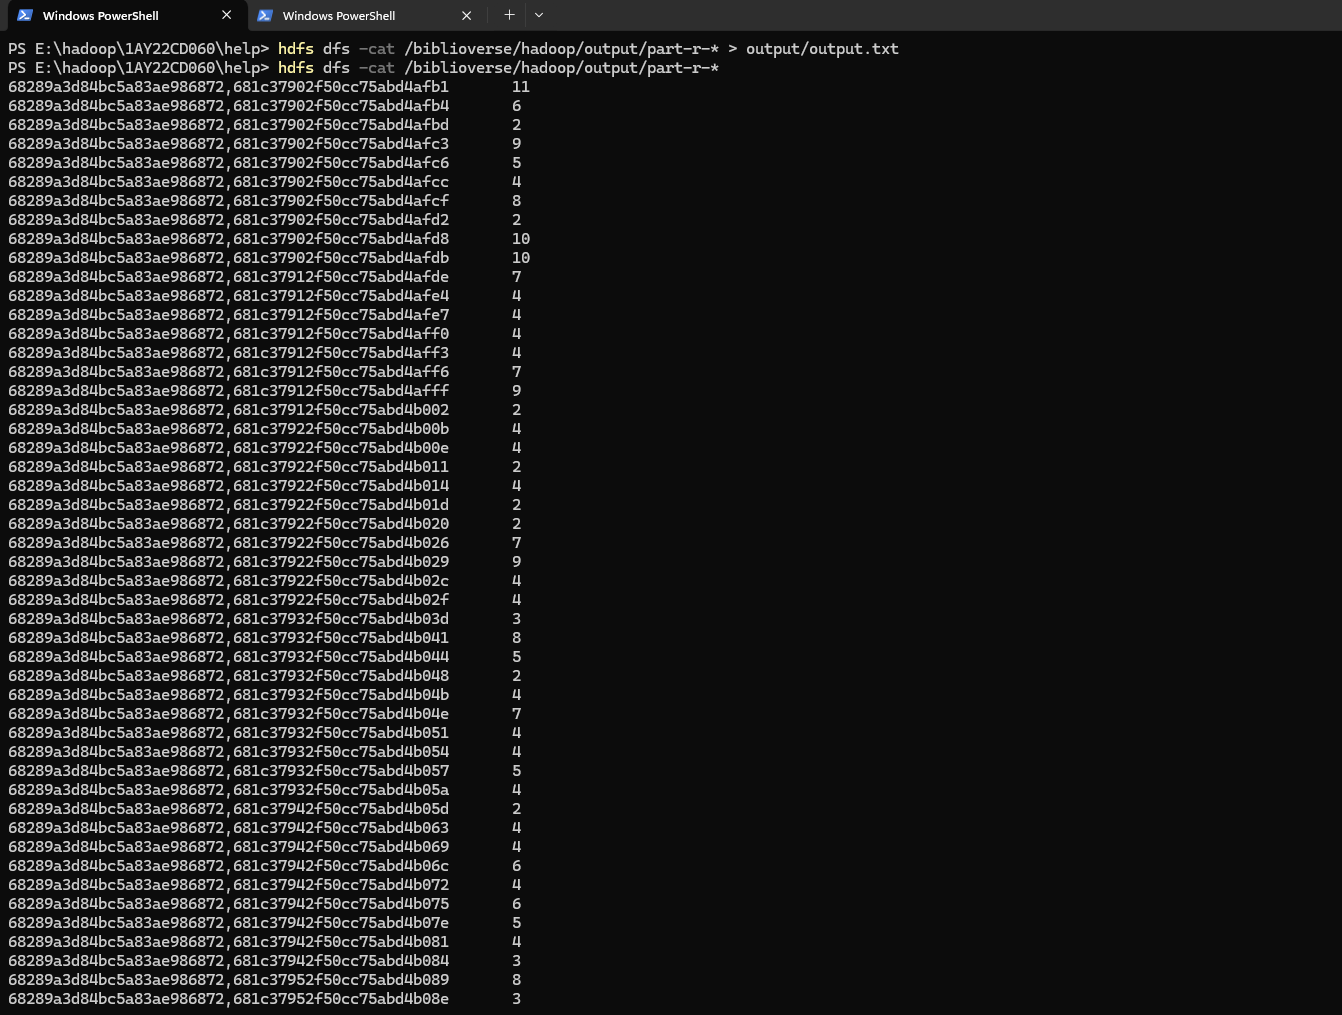 Windows PowerShell
Windows PowerShell
PS E:\hadoop\1AY22CD060\help> hdfs dfs -cat /biblioverse/hadoop/output/part-r-* > output/output.txt
PS E:\hadoop\1AY22CD060\help> hdfs dfs -cat /biblioverse/hadoop/output/part-r-*
68289a3d84bc5a83ae986872,681c37902f50cc75abd4afb1 11
68289a3d84bc5a83ae986872,681c37902f50cc75abd4afb4 6
68289a3d84bc5a83ae986872,681c37902f50cc75abd4afbd 2
68289a3d84bc5a83ae986872,681c37902f50cc75abd4afc3 9
68289a3d84bc5a83ae986872,681c37902f50cc75abd4afc6 5
68289a3d84bc5a83ae986872,681c37902f50cc75abd4afcc 4
68289a3d84bc5a83ae986872,681c37902f50cc75abd4afcf 8
68289a3d84bc5a83ae986872,681c37902f50cc75abd4afd2 2
68289a3d84bc5a83ae986872,681c37902f50cc75abd4afd8 10
68289a3d84bc5a83ae986872,681c37902f50cc75abd4afdb 10
68289a3d84bc5a83ae986872,681c37912f50cc75abd4afde 7
68289a3d84bc5a83ae986872,681c37912f50cc75abd4afe4 4
68289a3d84bc5a83ae986872,681c37912f50cc75abd4afe7 4
68289a3d84bc5a83ae986872,681c37912f50cc75abd4aff0 4
68289a3d84bc5a83ae986872,681c37912f50cc75abd4aff3 4
68289a3d84bc5a83ae986872,681c37912f50cc75abd4aff6 7
68289a3d84bc5a83ae986872,681c37912f50cc75abd4afff 9
68289a3d84bc5a83ae986872,681c37912f50cc75abd4b002 2
68289a3d84bc5a83ae986872,681c37922f50cc75abd4b00b 4
68289a3d84bc5a83ae986872,681c37922f50cc75abd4b00e 4
68289a3d84bc5a83ae986872,681c37922f50cc75abd4b011 2
68289a3d84bc5a83ae986872,681c37922f50cc75abd4b014 4
68289a3d84bc5a83ae986872,681c37922f50cc75abd4b01d 2
68289a3d84bc5a83ae986872,681c37922f50cc75abd4b020 2
68289a3d84bc5a83ae986872,681c37922f50cc75abd4b026 7
68289a3d84bc5a83ae986872,681c37922f50cc75abd4b029 9
68289a3d84bc5a83ae986872,681c37922f50cc75abd4b02c 4
68289a3d84bc5a83ae986872,681c37922f50cc75abd4b02f 4
68289a3d84bc5a83ae986872,681c37932f50cc75abd4b03d 3
68289a3d84bc5a83ae986872,681c37932f50cc75abd4b041 8
68289a3d84bc5a83ae986872,681c37932f50cc75abd4b044 5
68289a3d84bc5a83ae986872,681c37932f50cc75abd4b048 2
68289a3d84bc5a83ae986872,681c37932f50cc75abd4b04b 4
68289a3d84bc5a83ae986872,681c37932f50cc75abd4b04e 7
68289a3d84bc5a83ae986872,681c37932f50cc75abd4b051 4
68289a3d84bc5a83ae986872,681c37932f50cc75abd4b054 4
68289a3d84bc5a83ae986872,681c37932f50cc75abd4b057 5
68289a3d84bc5a83ae986872,681c37932f50cc75abd4b05a 4
68289a3d84bc5a83ae986872,681c37942f50cc75abd4b05d 2
68289a3d84bc5a83ae986872,681c37942f50cc75abd4b063 4
68289a3d84bc5a83ae986872,681c37942f50cc75abd4b069 4
68289a3d84bc5a83ae986872,681c37942f50cc75abd4b06c 6
68289a3d84bc5a83ae986872,681c37942f50cc75abd4b072 4
68289a3d84bc5a83ae986872,681c37942f50cc75abd4b075 6
68289a3d84bc5a83ae986872,681c37942f50cc75abd4b07e 5
68289a3d84bc5a83ae986872,681c37942f50cc75abd4b081 4
68289a3d84bc5a83ae986872,681c37942f50cc75abd4b084 3
68289a3d84bc5a83ae986872,681c37952f50cc75abd4b089 8
68289a3d84bc5a83ae986872,681c37952f50cc75abd4b08e 3